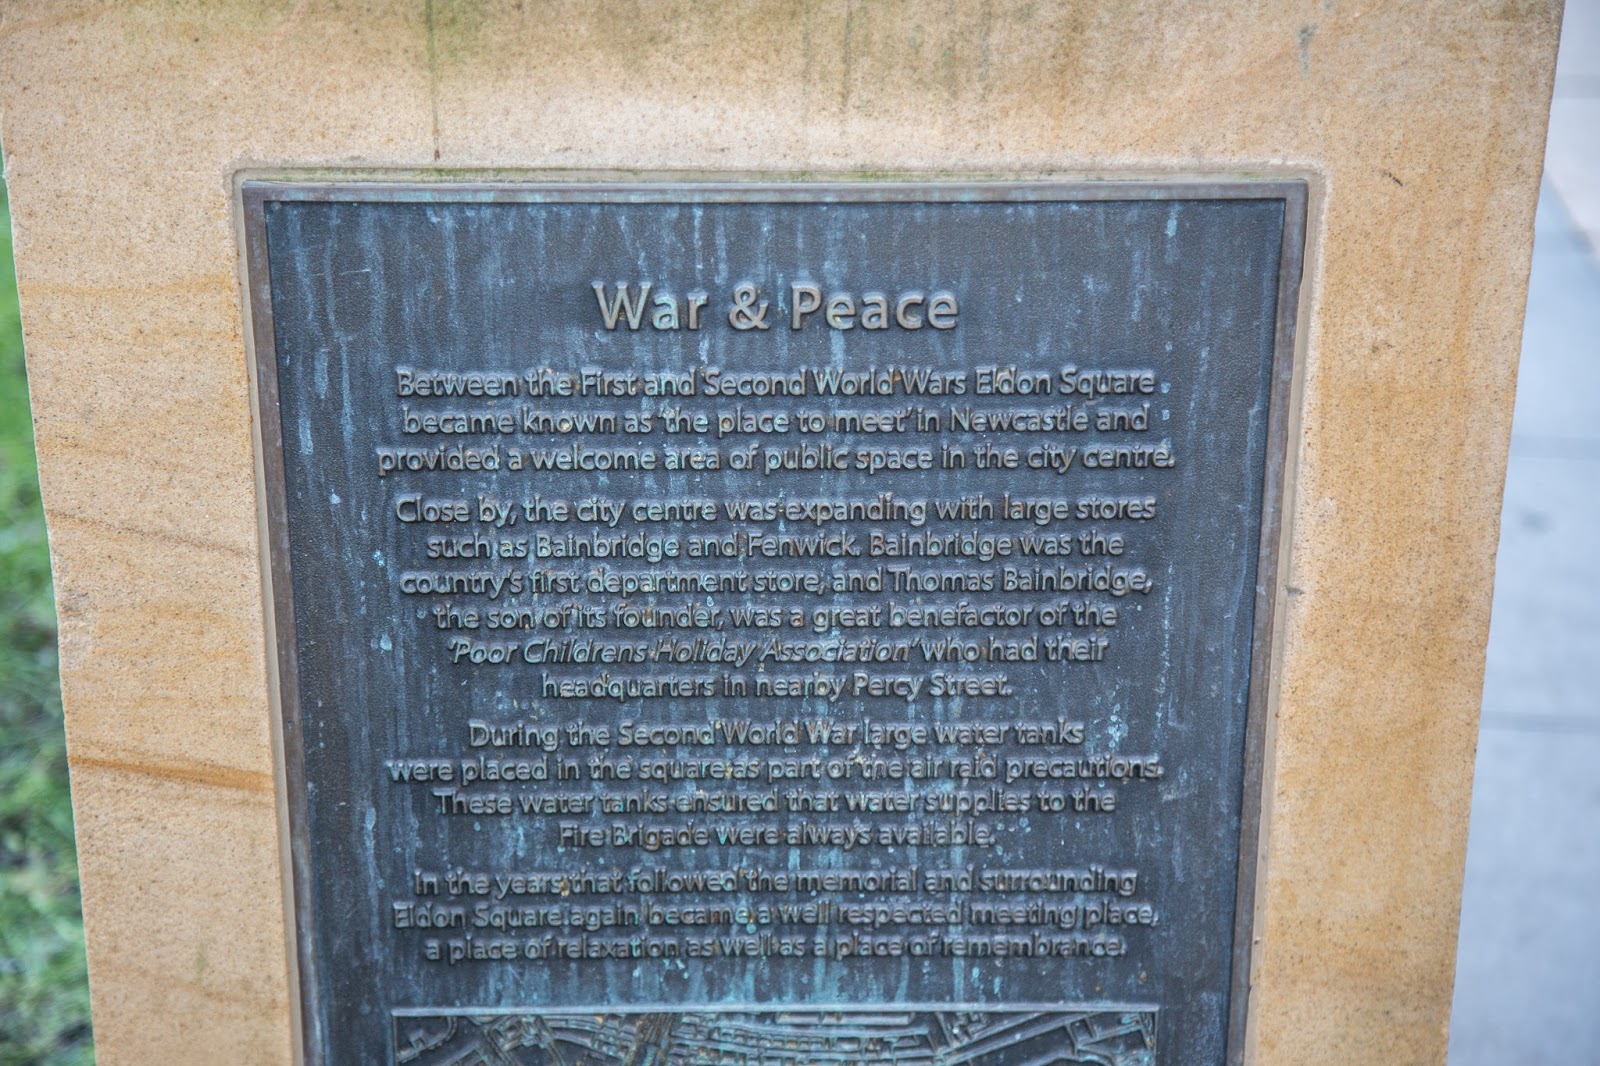 War & Peace
Between the First and Second World Wars Eldon Square
became known as 'the place to meet' in Newcastle and
provided a welcome area of public space in the city centre.
Close by, the city centre was expanding with large stores
such as Bainbridge and Fenwick. Bainbridge was the
country's first department store, and Thomas Bainbridge,
the son of its founder, was a great benefactor of the
'Poor Childrens Holiday Association' who had their
headquarters in nearby Percy Street.
During the Second World War large water tanks
were placed in the square as part of the air raid precautions.
These water tanks ensured that water supplies to the
Fire Brigade were always available.
In the years that followed the memorial and surrounding
Eldon Square again became a well respected meeting place,
a place of relaxation as well as a place of remembrance.